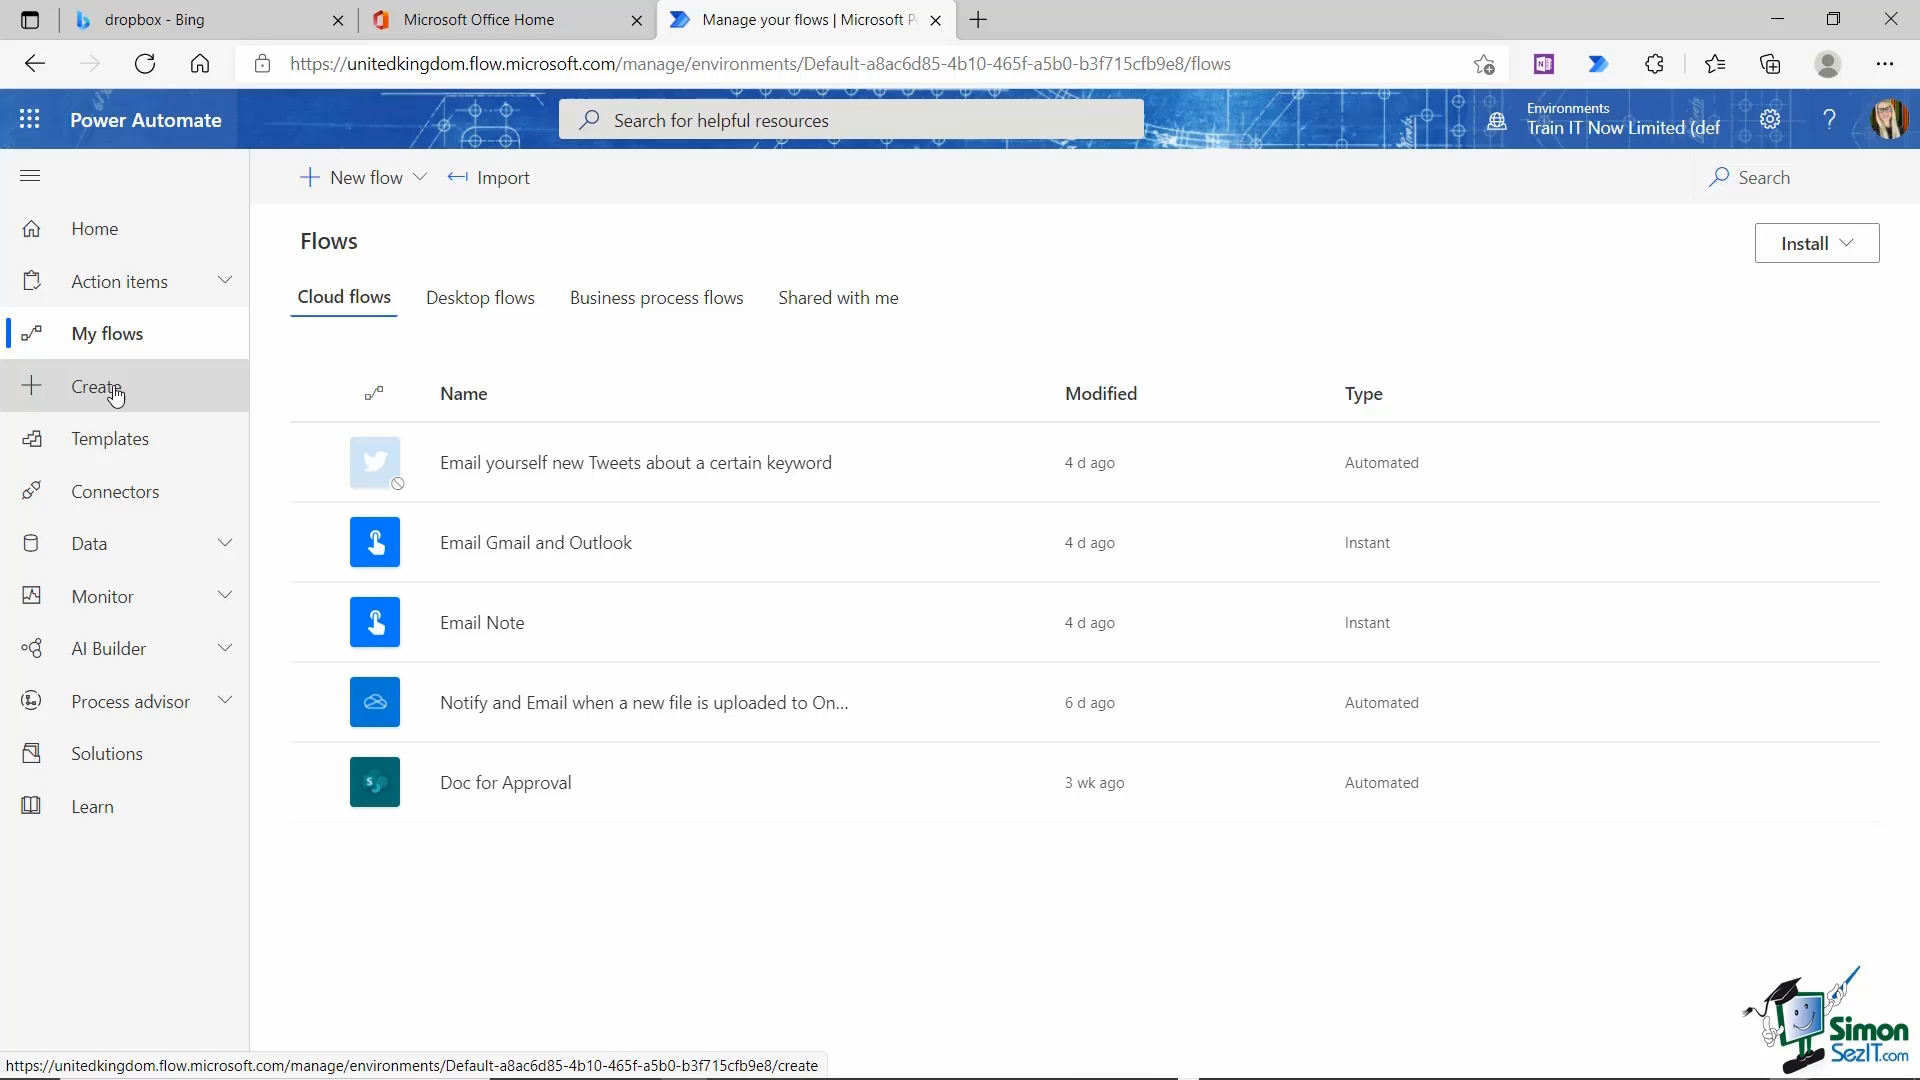 dropbox - Bing
Microsoft Office Home
Manage your flows | Microsoft P
https://unitedkingdom.flow.microsoft.com/manage/environments/Default-a8ac6d85-4b10-465f-a5b0-b3f715cfb9e8/flows
Power Automate
Search for helpful resources
Environments
Train IT Now Limited (def
New flow
Import
Search
Home
Action items
My flows
Create
Templates
Connectors
Data
Monitor
AI Builder
Process advisor
Solutions
Learn
Flows
Install
Cloud flows Desktop flows Business process flows Shared with me
Name Modified Type
Email yourself new Tweets about a certain keyword 4 d ago Automated
Email Gmail and Outlook 4 d ago Instant
Email Note 4 d ago Instant
Notify and Email when a new file is uploaded to On... 6 d ago Automated
Doc for Approval 3 wk ago Automated
Simon
SezIT.com
https://unitedkingdom.flow.microsoft.com/manage/environments/Default-a8ac6d85-4b10-465f-a5b0-b3f715cfb9e8/create